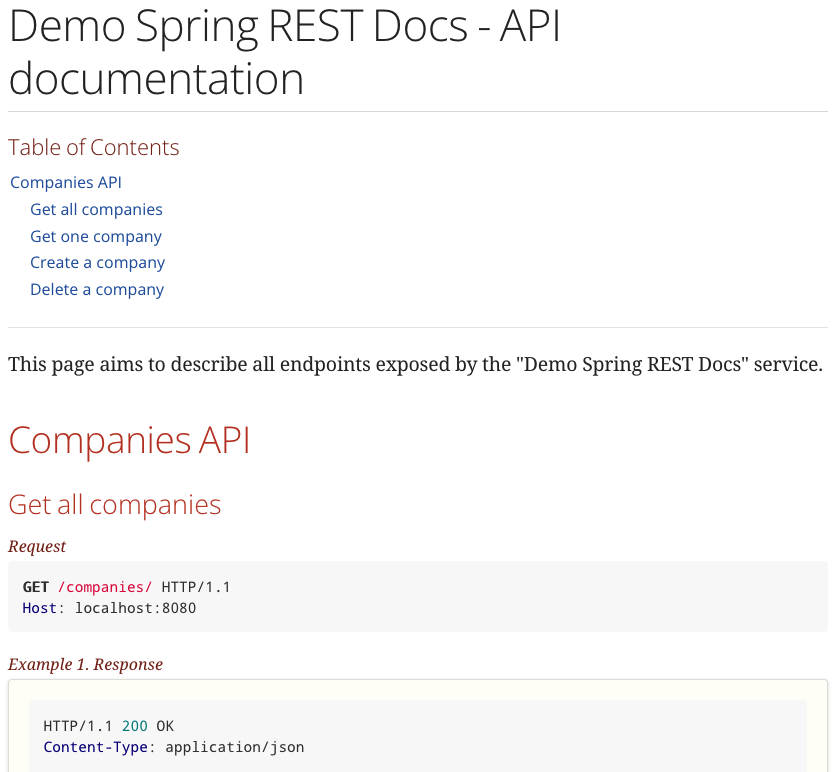 Demo Spring REST Docs - API
documentation
Table of Contents
Companies API
Get all companies
Get one company
Create a company
Delete a company
This page aims to describe all endpoints exposed by the "Demo Spring REST Docs" service.
Companies API
Get all companies
Request
GET /companies/ HTTP/1.1
Host: localhost:8080
Example 1. Response
HTTP/1.1 200 OK
Content-Type: application/json